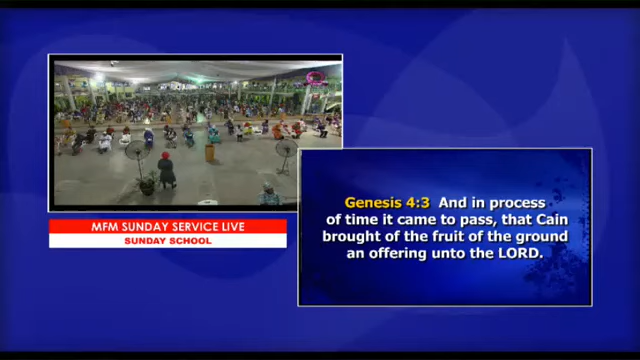 MFM SUNDAY SERVICE LIVE
SUNDAY SCHOOL
Genesis 4:3 And in process
of time it came to pass, that Cain
brought of the fruit of the ground
an offering unto the LORD.